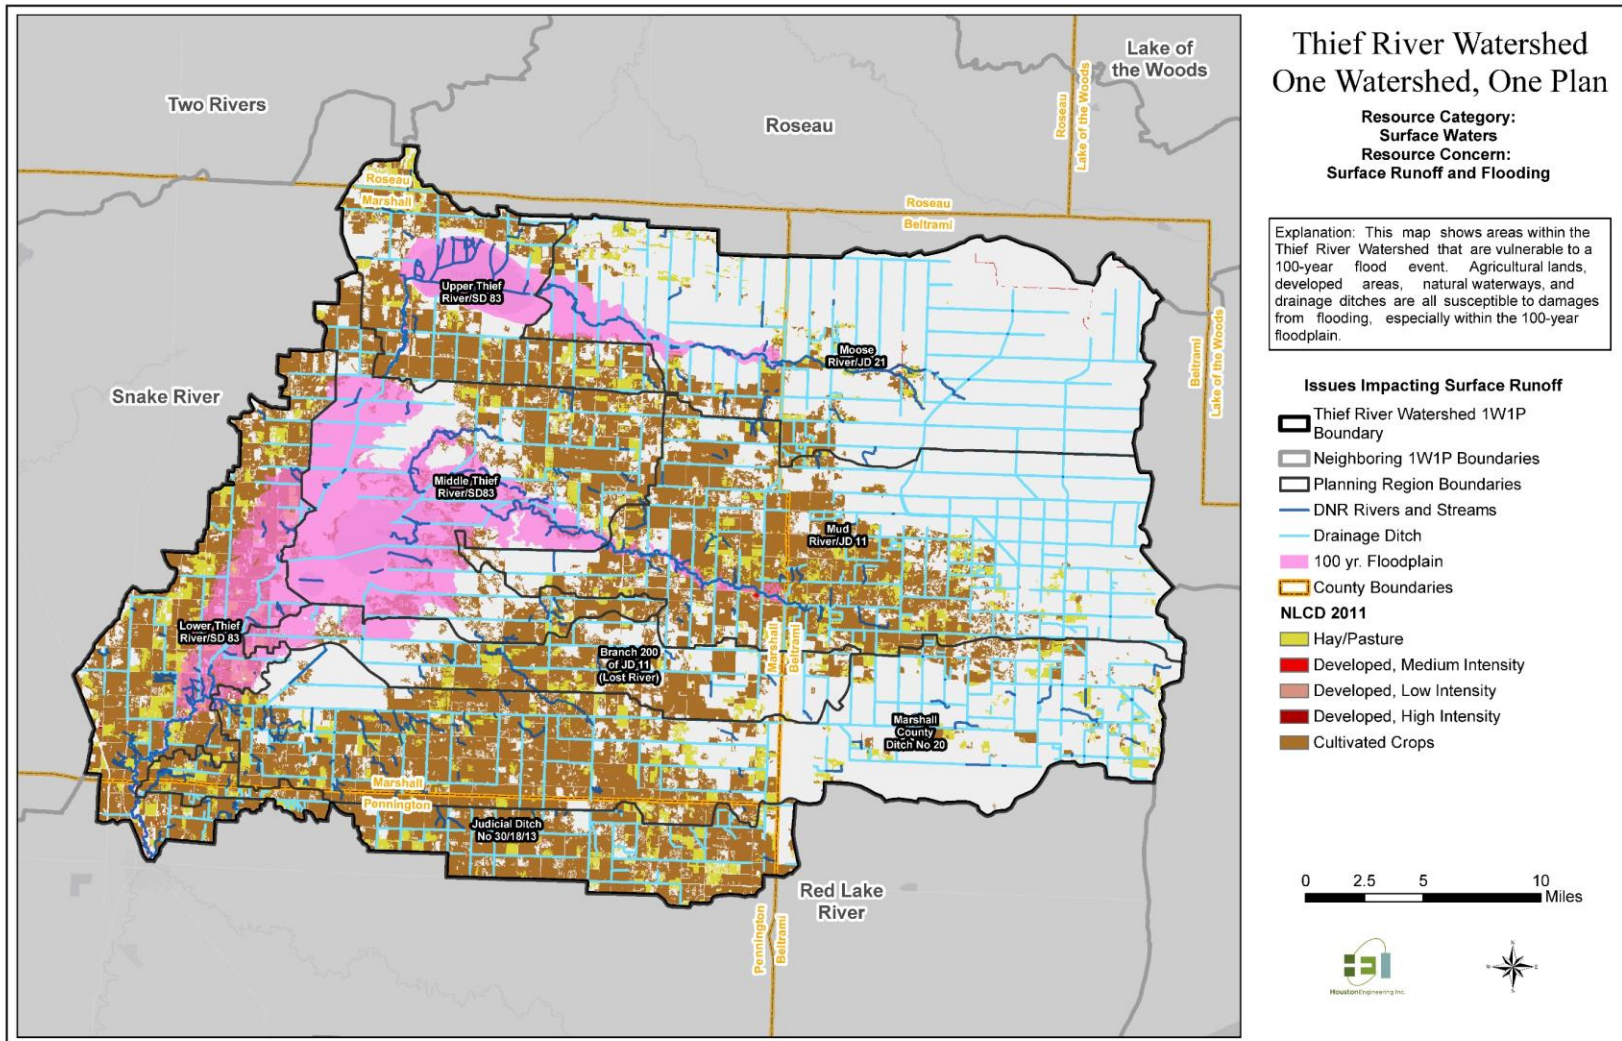 Thief River Watershed
One Watershed, One Plan
Resource Category:
Surface Waters
Resource Concern:
Surface Runoff and Flooding
Explanation: This map shows areas within the
Thief River Watershed that are vulnerable to a
100-year flood event. Agricultural lands,
developed areas, natural waterways, and
drainage ditches are all susceptible to damages
from flooding, especially within the 100-year
floodplain.
Issues Impacting Surface Runoff
Thief River Watershed 1W1P
Boundary
Neighboring 1W1P Boundaries
Planning Region Boundaries
DNR Rivers and Streams
Drainage Ditch
100 yr. Floodplain
County Boundaries
NLCD 2011
Hay/Pasture
Developed, Medium Intensity
Developed, Low Intensity
Developed, High Intensity
Cultivated Crops
0 2.5 5 10
Miles
Houston Engineering Inc.
N
W E
S
Lake of
the Woods
Two Rivers
Roseau
Roseau
Lake of the Woods
Roseau
Marshall
Roseau
Beltrami
Upper Thief
River/SD 83
Moose
River/JD 21
Beltrami
Lake of the Woods
Snake River
Middle Thief
River/SD83
Mud
River/JD 11
Lower Thief
River/SD 83
Branch 200
of JD 11
(Lost River)
Marshall
Beltrami
Marshall
County
Ditch No 20
Marshall
Pennington
Judicial Ditch
No 30/18/13
Red Lake
River
Pennington
Beltrami